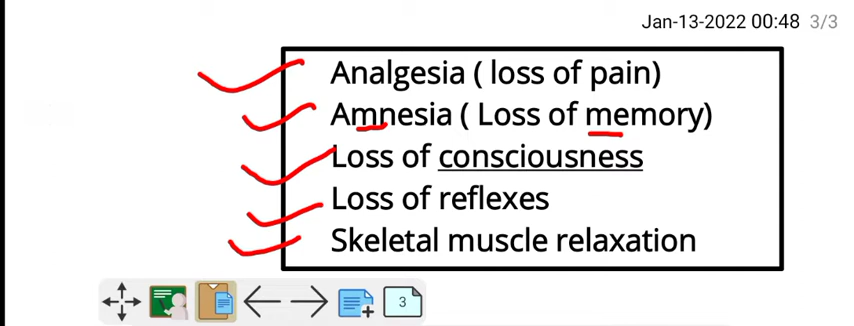 Jan-13-2022 00:48 3/3
Analgesia ( loss of pain)
Amnesia ( Loss of memory)
Loss of consciousness
Loss of reflexes
Skeletal muscle relaxation
3